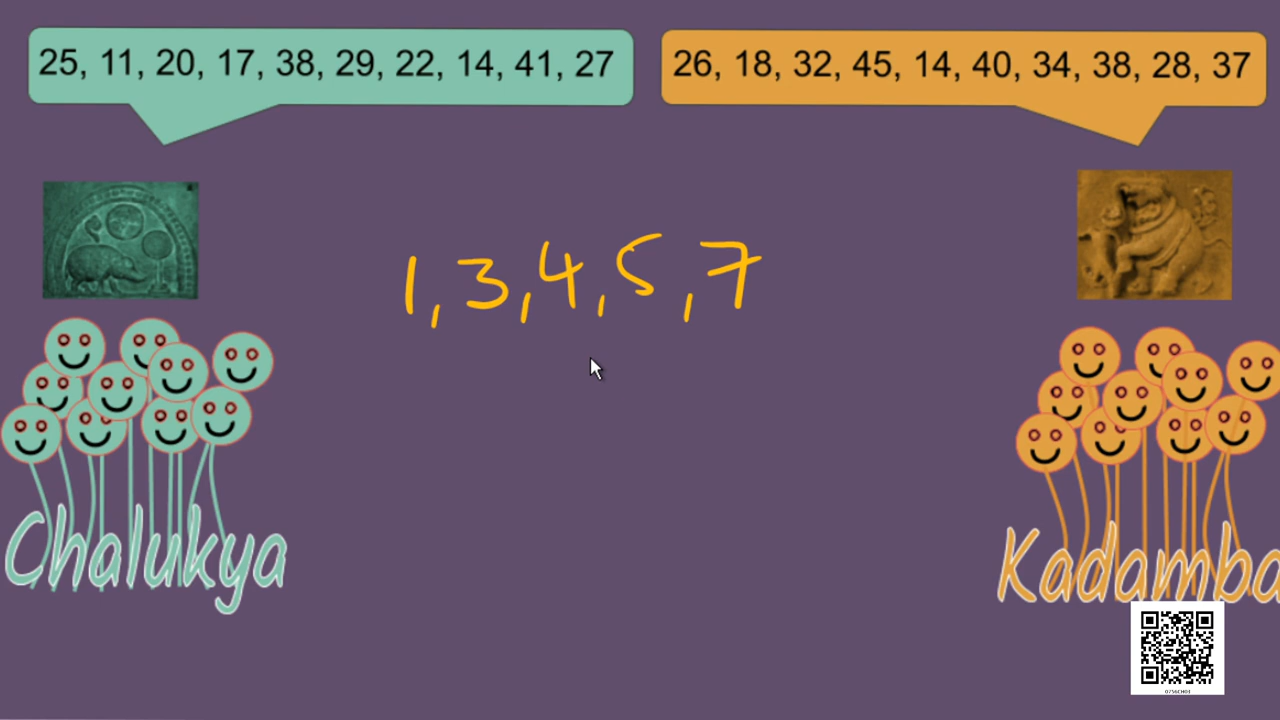 25, 11, 20, 17, 38, 29, 22, 14, 41, 27
26, 18, 32, 45, 14, 40, 34, 38, 28, 37
1, 3, 4, 5, 7
Chalukya
Kadamba